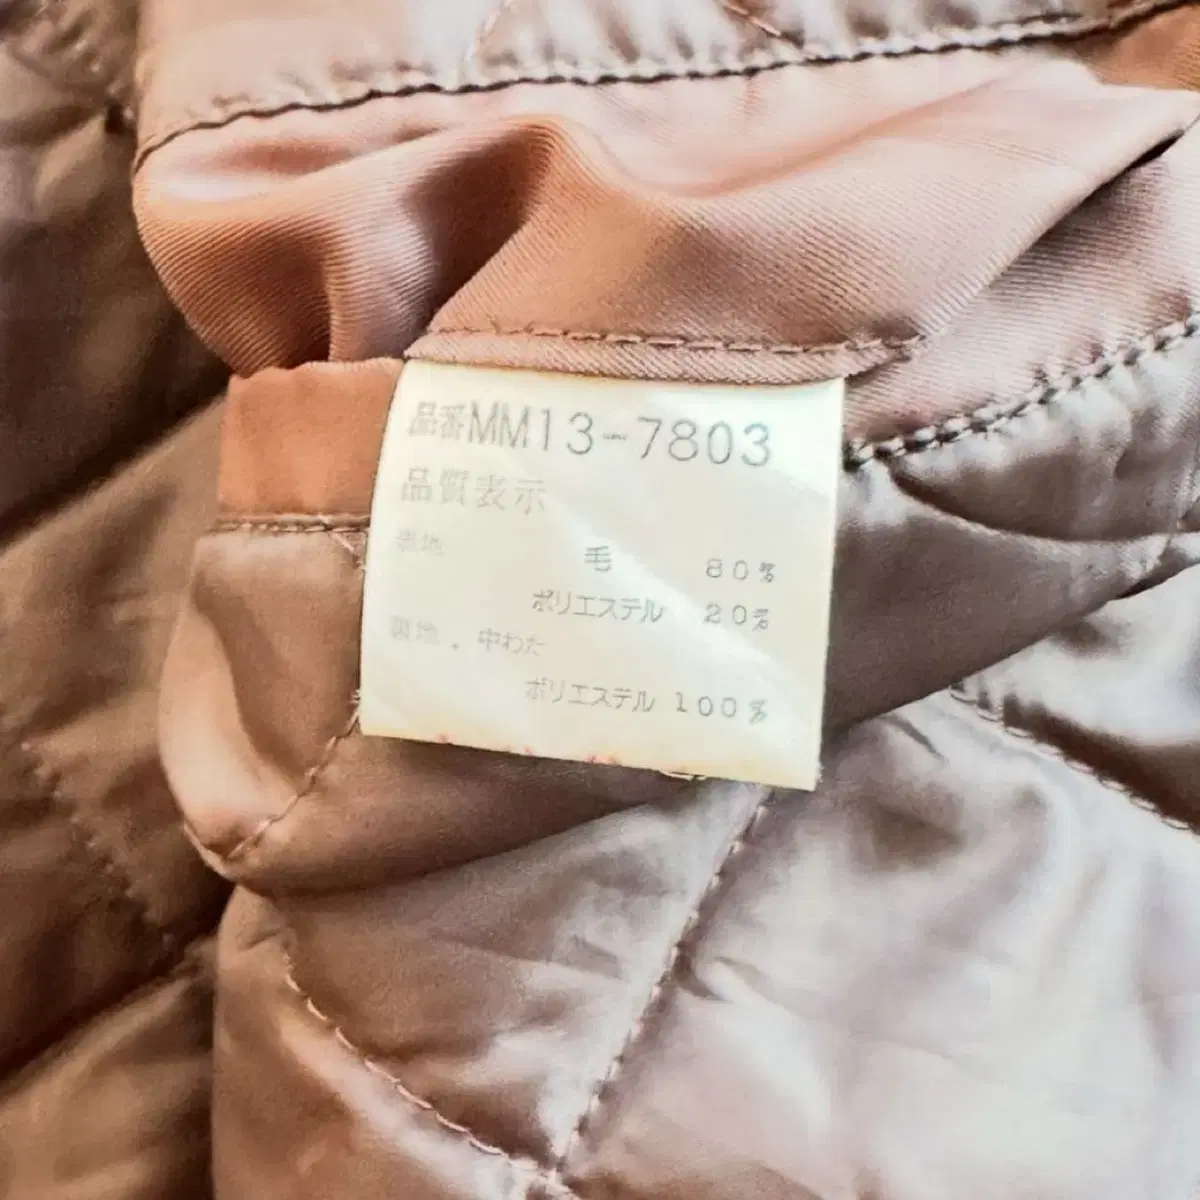 品番MM13-7803
品質表示
表地
毛 80%
ポリエステル 20%
裏地．中わた
ポリエステル 100%